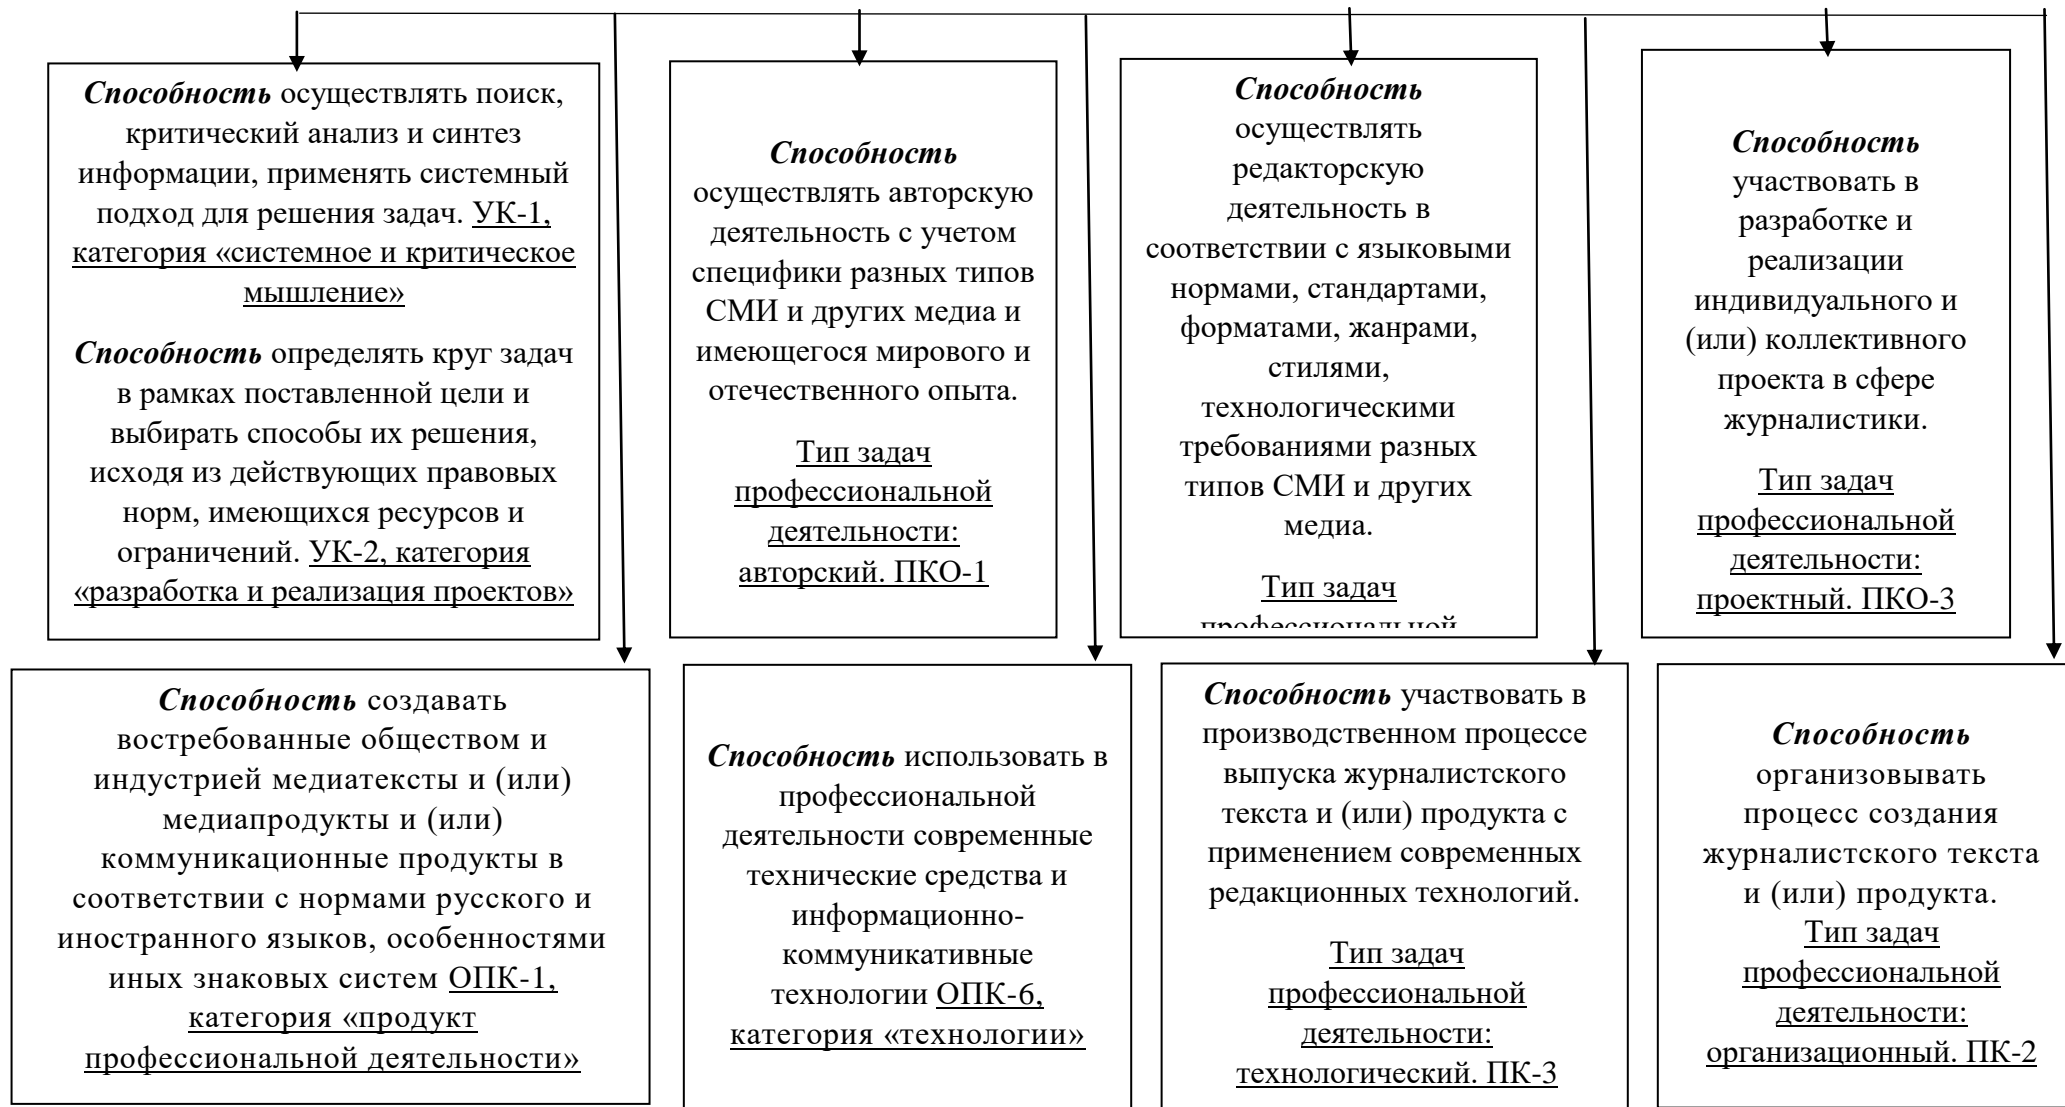 Способность осуществлять поиск,
критический анализ и синтез
информации, применять системный
подход для решения задач. УК-1,
категория «системное и критическое
мышление»
Способность определять круг задач
в рамках поставленной цели и
выбирать способы их решения,
исходя из действующих правовых
норм, имеющихся ресурсов и
ограничений. УК-2, категория
«разработка и реализация проектов»
Способность
осуществлять авторскую
деятельность с учетом
специфики разных типов
СМИ и других медиа и
имеющегося мирового и
отечественного опыта.
Тип задач
профессиональной
деятельности:
авторский. ПКО-1
Способность
осуществлять
редакторскую
деятельность в
соответствии с языковыми
нормами, стандартами,
форматами, жанрами,
стилями,
технологическими
требованиями разных
типов СМИ и других
медиа.
Тип задач
профессиональной
Способность
участвовать в
разработке и
реализации
индивидуального и
(или) коллективного
проекта в сфере
журналистики.
Тип задач
профессиональной
деятельности:
проектный. ПКО-3
Способность создавать
востребованные обществом и
индустрией медиатексты и (или)
медиапродукты и (или)
коммуникационные продукты в
соответствии с нормами русского и
иностранного языков, особенностями
иных знаковых систем ОПК-1,
категория «продукт
профессиональной деятельности»
Способность использовать в
профессиональной
деятельности современные
технические средства и
информационно-
коммуникативные
технологии ОПК-6,
категория «технологии»
Способность участвовать в
производственном процессе
выпуска журналистского
текста и (или) продукта с
применением современных
редакционных технологий.
Тип задач
профессиональной
деятельности:
технологический. ПК-3
Способность
организовывать
процесс создания
журналистского текста
и (или) продукта.
Тип задач
профессиональной
деятельности:
организационный. ПК-2